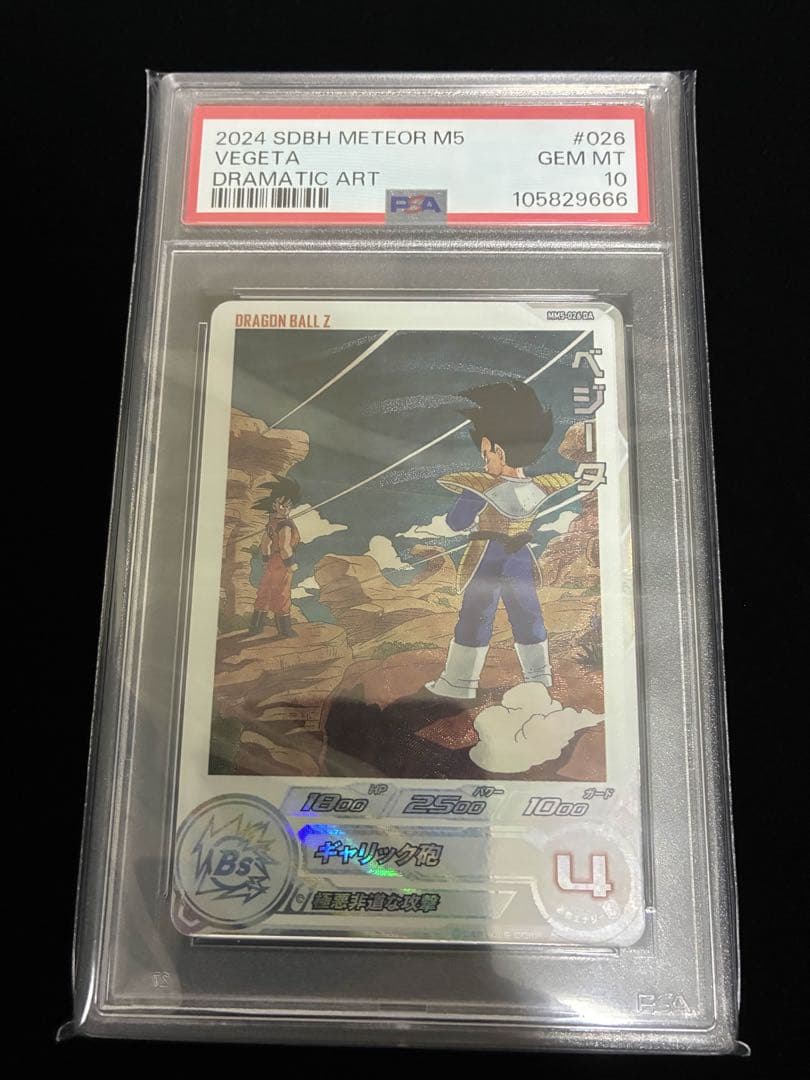 2024 SDBH METEOR M5 #026
VEGETA GEM MT
DRAMATIC ART 10
PSA 105829666
DRAGON BALL Z MM5-026 DA
ベジータ
HP パワー ガード
1800 2500 1000
Bs
ギャリック砲
極悪非道な攻撃
4
PSA